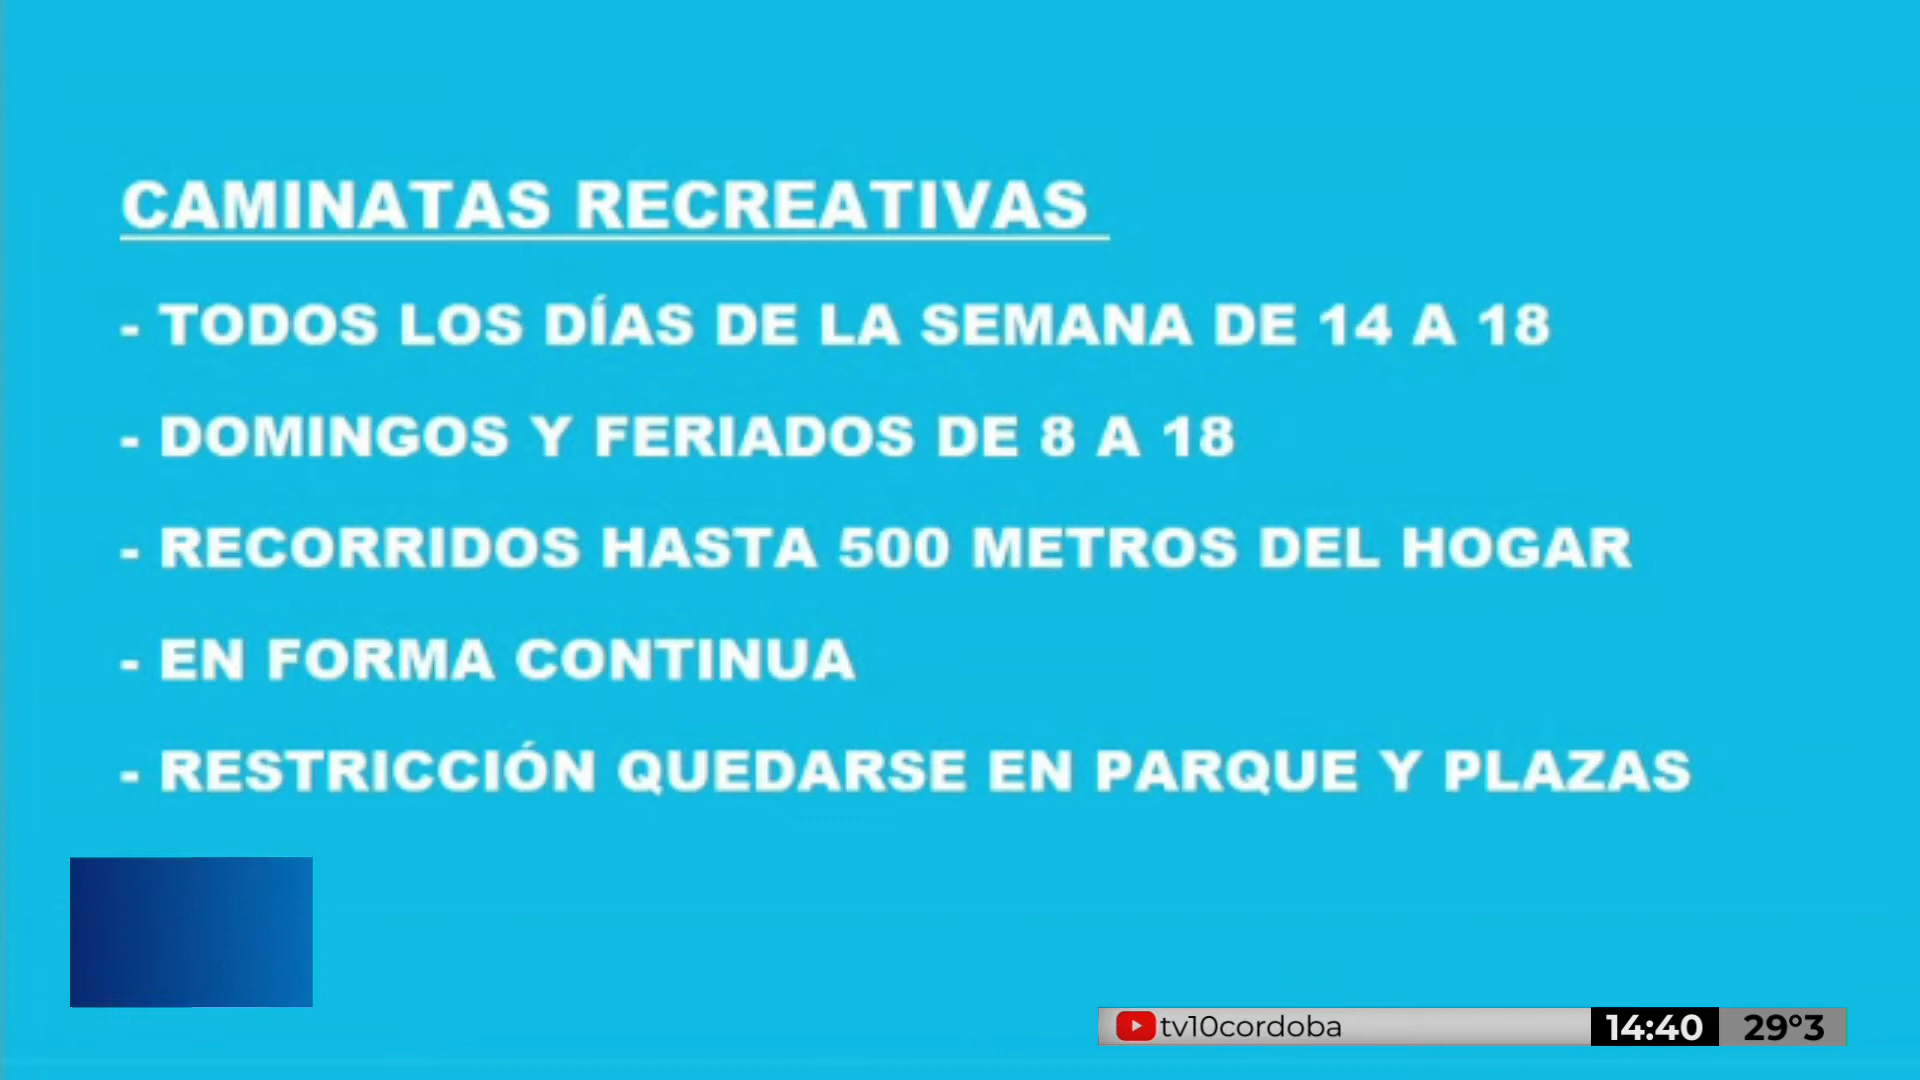 CAMINATAS RECREATIVAS
- TODOS LOS DÍAS DE LA SEMANA DE 14 A 18
- DOMINGOS Y FERIADOS DE 8 A 18
- RECORRIDOS HASTA 500 METROS DEL HOGAR
- EN FORMA CONTINUA
- RESTRICCIÓN QUEDARSE EN PARQUE Y PLAZAS
tv10cordoba 14:40 29°3